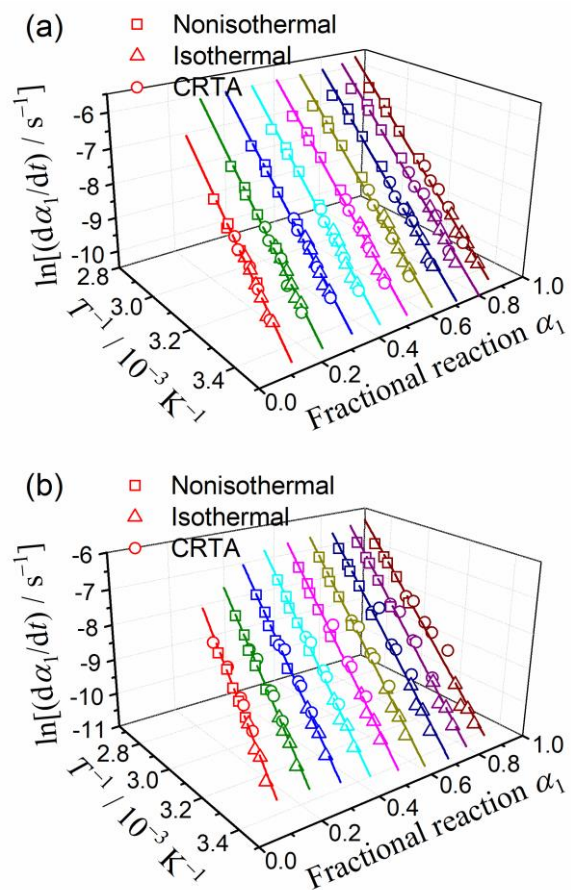 (a)
Nonisothermal
Isothermal
CRTA
ln[(dα₁/dt) / s⁻¹]
-6
-7
-8
-9
-10
2.8
3.0
3.2
3.4
T⁻¹ / 10⁻³ K⁻¹
0.0
0.2
0.4
0.6
0.8
1.0
Fractional reaction α₁
(b)
Nonisothermal
Isothermal
CRTA
ln[(dα₁/dt) / s⁻¹]
-6
-7
-8
-9
-10
-11
2.8
3.0
3.2
3.4
T⁻¹ / 10⁻³ K⁻¹
0.0
0.2
0.4
0.6
0.8
1.0
Fractional reaction α₁